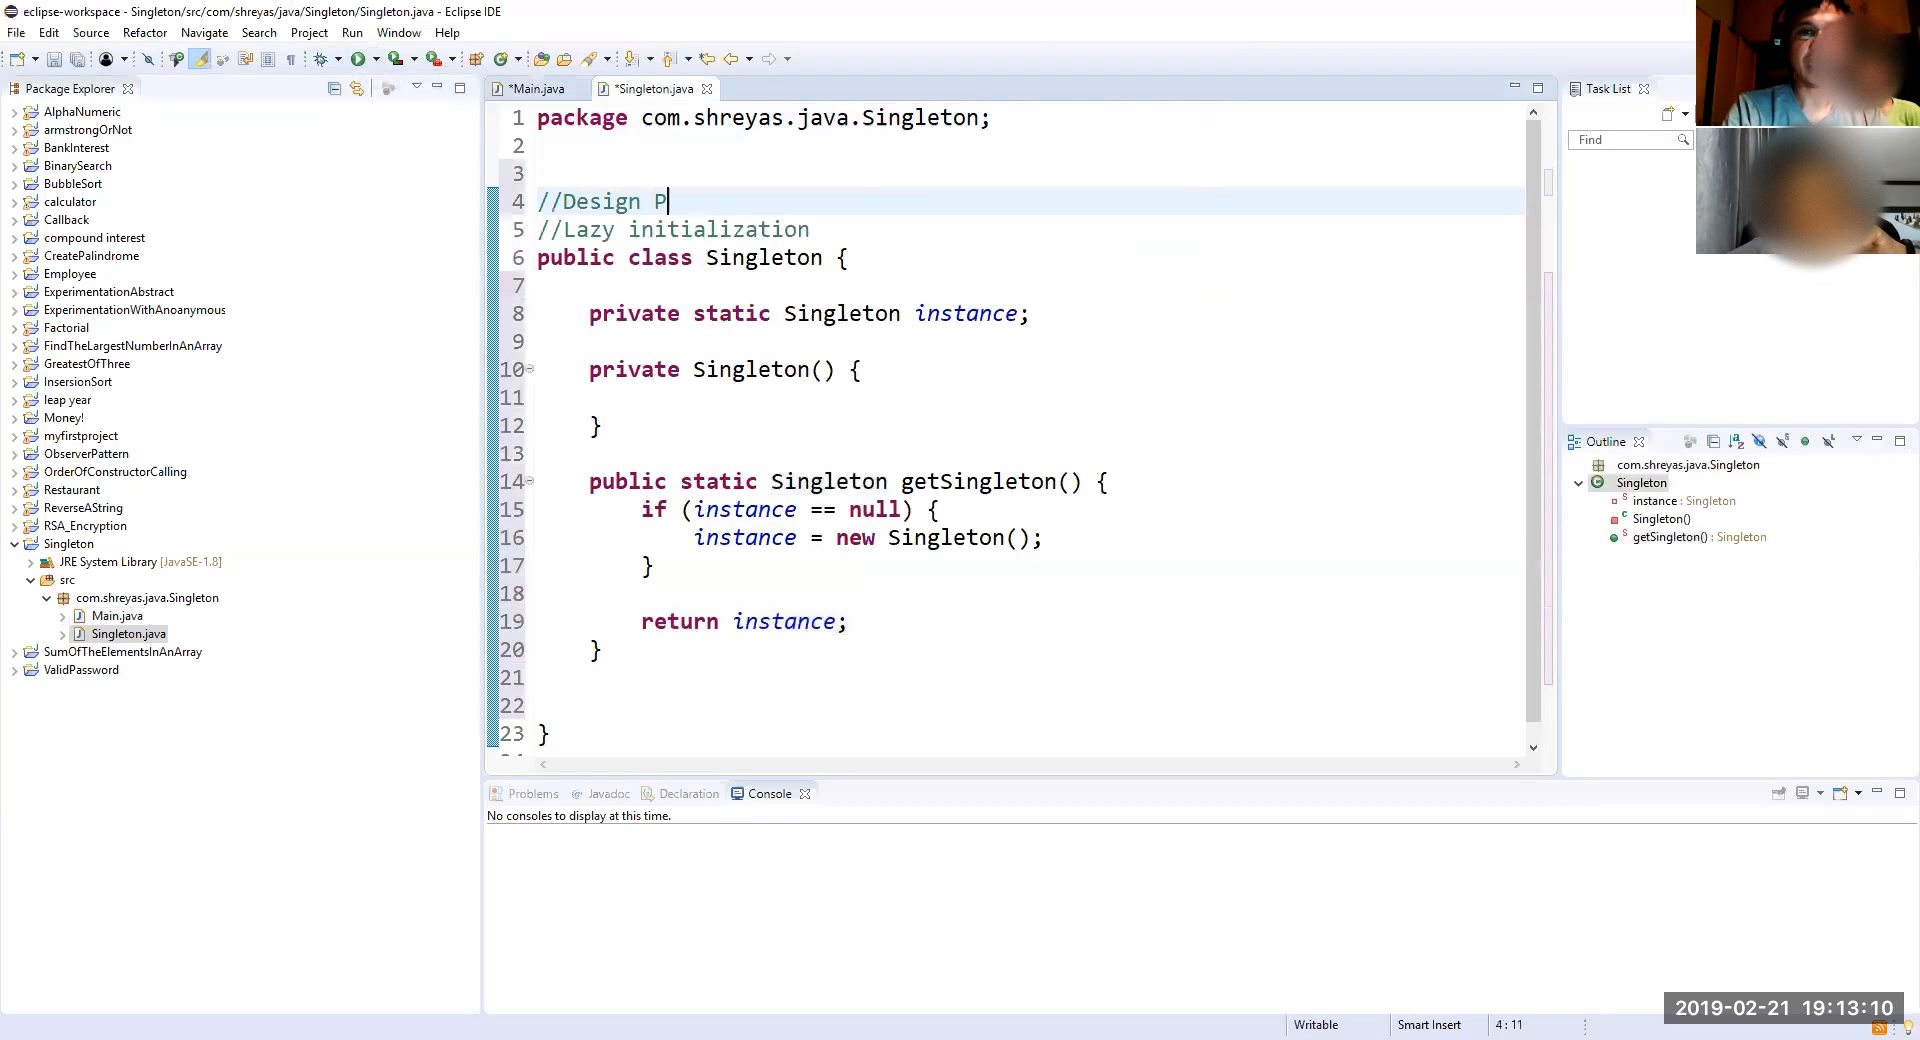 eclipse-workspace - Singleton/src/com/shreyas/java/Singleton/Singleton.java - Eclipse IDE
File Edit Source Refactor Navigate Search Project Run Window Help
Package Explorer
AlphaNumeric
armstrongOrNot
BankInterest
BinarySearch
BubbleSort
calculator
Callback
compound interest
CreatePalindrome
Employee
ExperimentationAbstract
ExperimentationWithAnoanymous
Factorial
FindTheLargestNumberInAnArray
GreatestOfThree
InsersionSort
leap year
Money!
myfirstproject
ObserverPattern
OrderOfConstructorCalling
Restaurant
ReverseAString
RSA_Encryption
Singleton
JRE System Library [JavaSE-1.8]
src
com.shreyas.java.Singleton
Main.java
Singleton.java
SumOfTheElementsInAnArray
ValidPassword
*Main.java *Singleton.java
1 package com.shreyas.java.Singleton;
2
3
4 //Design P
5 //Lazy initialization
6 public class Singleton {
7
8 private static Singleton instance;
9
10 private Singleton() {
11
12 }
13
14 public static Singleton getSingleton() {
15 if (instance == null) {
16 instance = new Singleton();
17 }
18
19 return instance;
20 }
21
22
23 }
Task List
Find
Outline
com.shreyas.java.Singleton
Singleton
instance : Singleton
Singleton()
getSingleton() : Singleton
Problems @ Javadoc Declaration Console
No consoles to display at this time.
Writable Smart Insert 4 : 11
2019-02-21 19:13:10